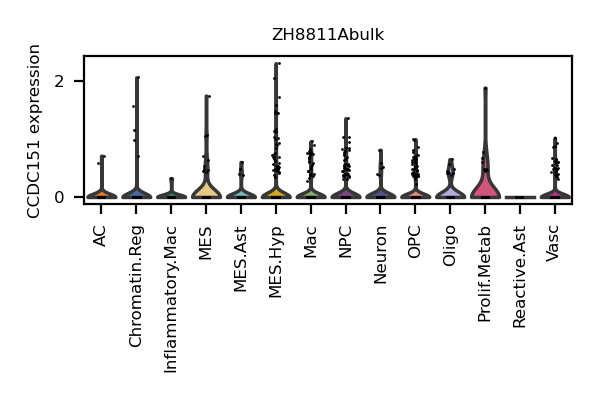 ZH8811Abulk
CCDC151 expression
2
0
AC
Chromatin.Reg
Inflammatory.Mac
MES
MES.Ast
MES.Hyp
Mac
NPC
Neuron
OPC
Oligo
Prolif.Metab
Reactive.Ast
Vasc